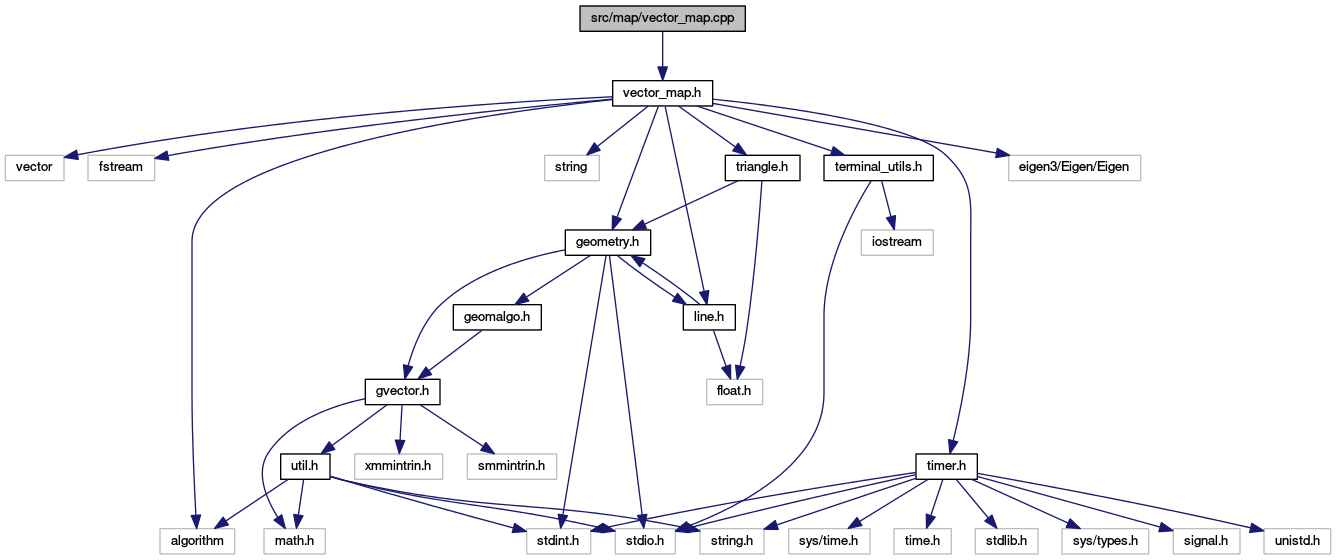 src/map/vector_map.cpp
vector_map.h
vector
fstream
string
triangle.h
terminal_utils.h
eigen3/Eigen/Eigen
geometry.h
iostream
geomalgo.h
line.h
gvector.h
float.h
util.h
xmmintrin.h
smmintrin.h
timer.h
algorithm
math.h
stdint.h
stdio.h
string.h
sys/time.h
time.h
stdlib.h
sys/types.h
signal.h
unistd.h